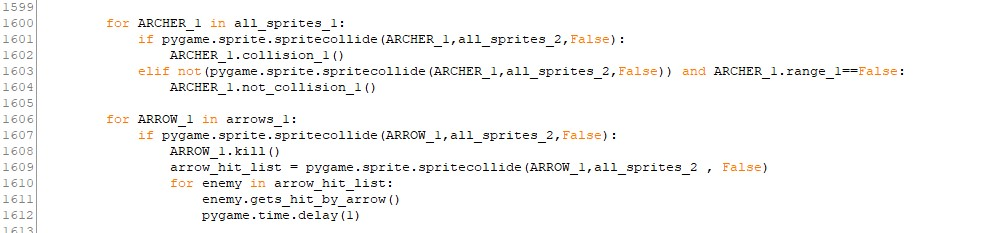 1599
1600 for ARCHER_1 in all_sprites_1:
1601 if pygame.sprite.spritecollide(ARCHER_1,all_sprites_2,False):
1602 ARCHER_1.collision_1()
1603 elif not(pygame.sprite.spritecollide(ARCHER_1,all_sprites_2,False)) and ARCHER_1.range_1==False:
1604 ARCHER_1.not_collision_1()
1605
1606 for ARROW_1 in arrows_1:
1607 if pygame.sprite.spritecollide(ARROW_1,all_sprites_2,False):
1608 ARROW_1.kill()
1609 arrow_hit_list = pygame.sprite.spritecollide(ARROW_1,all_sprites_2 , False)
1610 for enemy in arrow_hit_list:
1611 enemy.gets_hit_by_arrow()
1612 pygame.time.delay(1)
1613